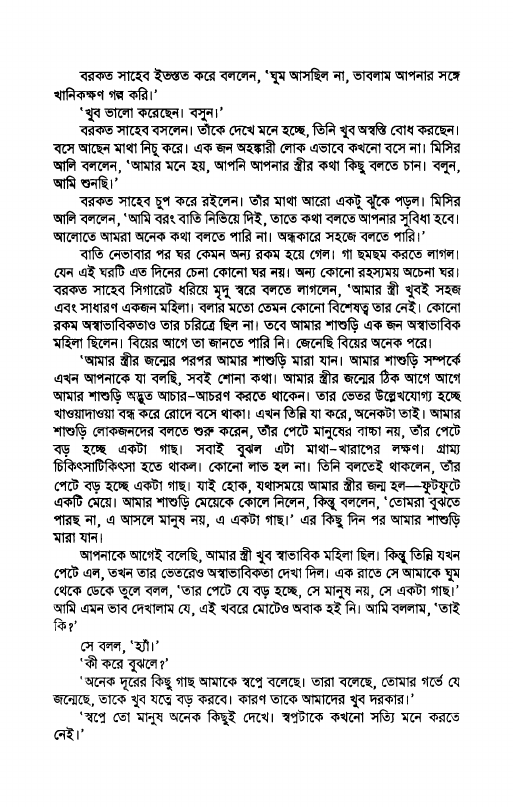 বরকত সাহেব ইতস্তত করে বললেন, ‘ঘুম আসছিল না, ভাবলাম আপনার সঙ্গে
খানিকক্ষণ গল্প করি।’
‘খুব ভালো করেছেন। বসুন।’
বরকত সাহেব বসলেন। তাঁকে দেখে মনে হচ্ছে, তিনি খুব অস্বস্তি বোধ করছেন।
বসে আছেন মাথা নিচু করে। এক জন অহঙ্কারী লোক এভাবে কখনো বসে না। মিসির
আলি বললেন, ‘আমার মনে হয়, আপনি আপনার স্ত্রীর কথা কিছু বলতে চান। বলুন,
আমি শুনছি।’
বরকত সাহেব চুপ করে রইলেন। তাঁর মাথা আরো একটু ঝুঁকে পড়ল। মিসির
আলি বললেন, ‘আমি বরং বাতি নিভিয়ে দিই, তাতে কথা বলতে আপনার সুবিধা হবে।
আলোতে আমরা অনেক কথা বলতে পারি না। অন্ধকারে সহজে বলতে পারি।’
বাতি নেভাবার পর ঘর কেমন অন্য রকম হয়ে গেল। গা ছমছম করতে লাগল।
যেন এই ঘরটি এত দিনের চেনা কোনো ঘর নয়। অন্য কোনো রহস্যময় অচেনা ঘর।
বরকত সাহেব সিগারেট ধরিয়ে মৃদু স্বরে বলতে লাগলেন, ‘আমার স্ত্রী খুবই সহজ
এবং সাধারণ একজন মহিলা। বলার মতো তেমন কোনো বিশেষত্ব তার নেই। কোনো
রকম অস্বাভাবিকতাও তার চরিত্রে ছিল না। তবে আমার শাশুড়ি এক জন অস্বাভাবিক
মহিলা ছিলেন। বিয়ের আগে তা জানতে পারি নি। জেনেছি বিয়ের অনেক পরে।
‘আমার স্ত্রীর জন্মের পরপর আমার শাশুড়ি মারা যান। আমার শাশুড়ি সম্পর্কে
এখন আপনাকে যা বলছি, সবই শোনা কথা। আমার স্ত্রীর জন্মের ঠিক আগে আগে
আমার শাশুড়ি অদ্ভুত আচার-আচরণ করতে থাকেন। তার ভেতর উল্লেখযোগ্য হচ্ছে
খাওয়াদাওয়া বন্ধ করে রোদে বসে থাকা। এখন তিন্নি যা করে, অনেকটা তাই। আমার
শাশুড়ি লোকজনদের বলতে শুরু করেন, তাঁর পেটে মানুষের বাচ্চা নয়, তাঁর পেটে
বড় হচ্ছে একটা গাছ। সবাই বুঝল এটা মাথা-খারাপের লক্ষণ। গ্রাম্য
চিকিৎসাটিকিৎসা হতে থাকল। কোনো লাভ হল না। তিনি বলতেই থাকলেন, তাঁর
পেটে বড় হচ্ছে একটা গাছ। যাই হোক, যথাসময়ে আমার স্ত্রীর জন্ম হল—ফুটফুটে
একটি মেয়ে। আমার শাশুড়ি মেয়েকে কোলে নিলেন, কিন্তু বললেন, ‘তোমরা বুঝতে
পারছ না, এ আসলে মানুষ নয়, এ একটা গাছ।’ এর কিছু দিন পর আমার শাশুড়ি
মারা যান।
আপনাকে আগেই বলেছি, আমার স্ত্রী খুব স্বাভাবিক মহিলা ছিল। কিন্তু তিন্নি যখন
পেটে এল, তখন তার ভেতরেও অস্বাভাবিকতা দেখা দিল। এক রাতে সে আমাকে ঘুম
থেকে ডেকে তুলে বলল, ‘তার পেটে যে বড় হচ্ছে, সে মানুষ নয়, সে একটা গাছ।’
আমি এমন ভাব দেখালাম যে, এই খবরে মোটেও অবাক হই নি। আমি বললাম, ‘তাই
কি?’
সে বলল, ‘হ্যাঁ।’
‘কী করে বুঝলে?’
‘অনেক দূরের কিছু গাছ আমাকে স্বপ্নে বলেছে। তারা বলেছে, তোমার গর্ভে যে
জন্মেছে, তাকে খুব যত্নে বড় করবে। কারণ তাকে আমাদের খুব দরকার।’
‘স্বপ্নে তো মানুষ অনেক কিছুই দেখে। স্বপ্নটাকে কখনো সত্যি মনে করতে
নেই।’